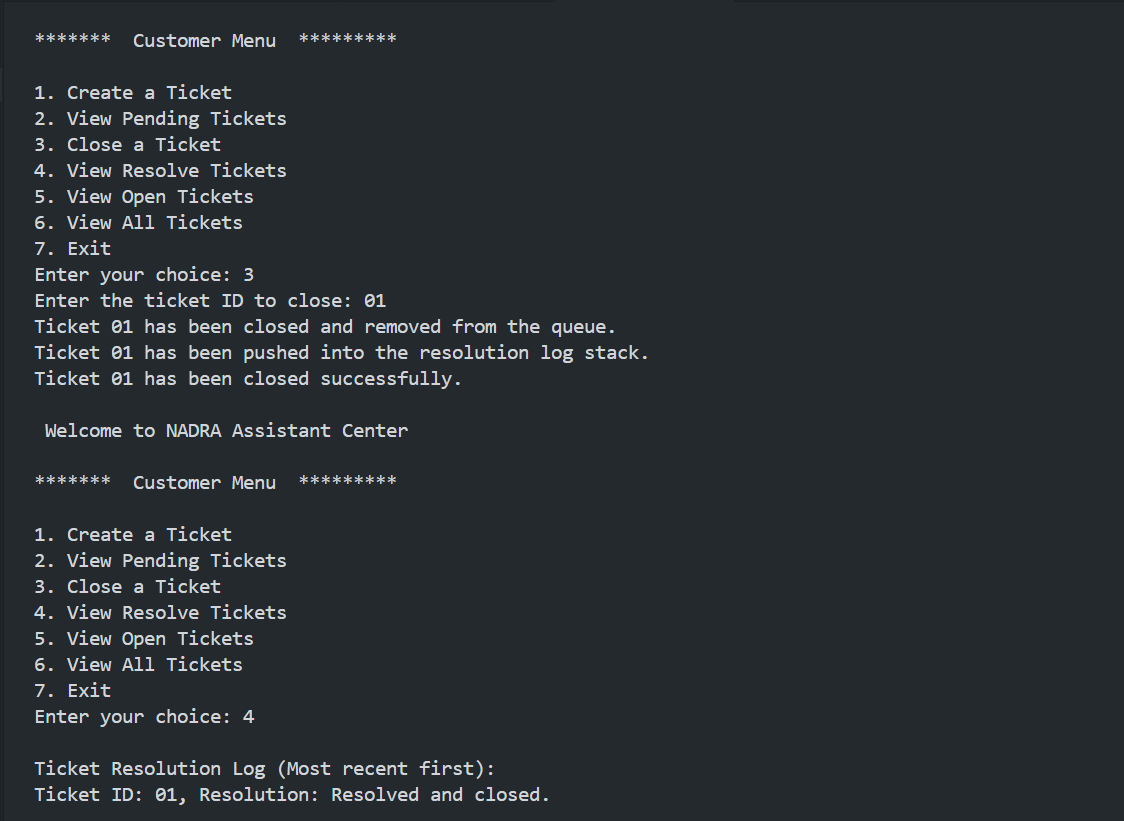 *******  Customer Menu  *********
1. Create a Ticket
2. View Pending Tickets
3. Close a Ticket
4. View Resolve Tickets
5. View Open Tickets
6. View All Tickets
7. Exit
Enter your choice: 3
Enter the ticket ID to close: 01
Ticket 01 has been closed and removed from the queue.
Ticket 01 has been pushed into the resolution log stack.
Ticket 01 has been closed successfully.
Welcome to NADRA Assistant Center
*******  Customer Menu  *********
1. Create a Ticket
2. View Pending Tickets
3. Close a Ticket
4. View Resolve Tickets
5. View Open Tickets
6. View All Tickets
7. Exit
Enter your choice: 4
Ticket Resolution Log (Most recent first):
Ticket ID: 01, Resolution: Resolved and closed.